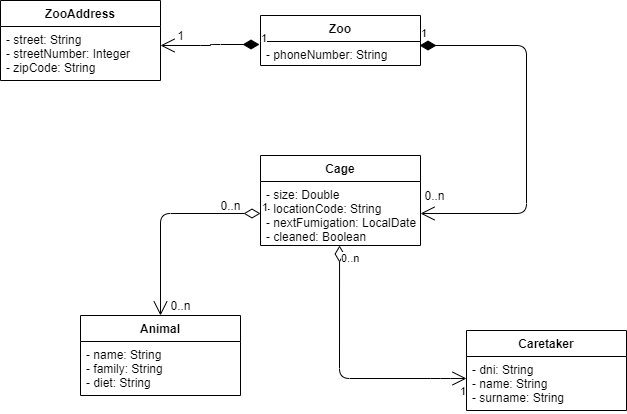 ZooAddress
- street: String
- streetNumber: Integer
- zipCode: String
1
1
Zoo
- phoneNumber: String
1
Cage
- size: Double
- locationCode: String
- nextFumigation: LocalDate
- cleaned: Boolean
0..n
1
0..n
0..n
0..n
Animal
- name: String
- family: String
- diet: String
Caretaker
- dni: String
- name: String
- surname: String
1